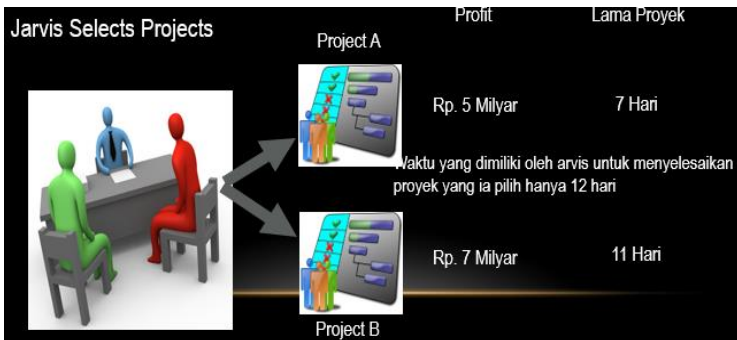 Jarvis Selects Projects
Profit
Lama Proyek
Project A
Rp. 5 Milyar
7 Hari
Waktu yang dimiliki oleh arvis untuk menyelesaikan
proyek yang ia pilih hanya 12 hari
Rp. 7 Milyar
11 Hari
Project B